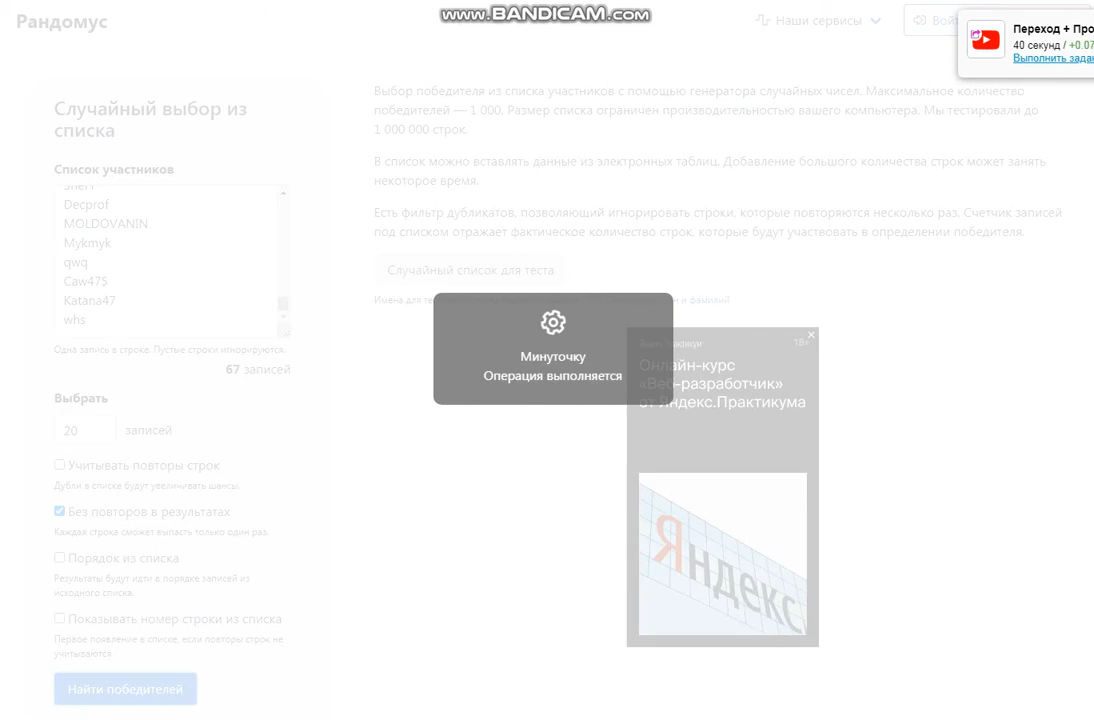 Рандомус
www.BANDICAM.com
Наши сервисы
Войт
Переход + Про
40 секунд / +0.07
Выполнить зада
Случайный выбор из
списка
Список участников
Decprof
MOLDOVANIN
Mykmyk
qwq
Caw475
Katana47
whs
Одна запись в строке. Пустые строки игнорируются.
67 записей
Выбрать
20 записей
Учитывать повторы строк
Дубли в списке будут увеличивать шансы.
Без повторов в результатах
Каждая строка сможет выпасть только один раз.
Порядок из списка
Результаты будут идти в порядке записей из
исходного списка.
Показывать номер строки из списка
Первое появление в списке, если повторы строк не
учитываются
Найти победителей
Выбор победителя из списка участников с помощью генератора случайных чисел. Максимальное количество
победителей — 1 000. Размер списка ограничен производительностью вашего компьютера. Мы тестировали до
1 000 000 строк.
В список можно вставлять данные из электронных таблиц. Добавление большого количества строк может занять
некоторое время.
Есть фильтр дубликатов, позволяющий игнорировать строки, которые повторяются несколько раз. Счетчик записей
под списком отражает фактическое количество строк, которые будут участвовать в определении победителя.
Случайный список для теста
Имена для те
и фамилий
Минуточку
Операция выполняется
18+
Онлайн-курс
«Веб-разработчик»
от Яндекс.Практикума
Яндекс